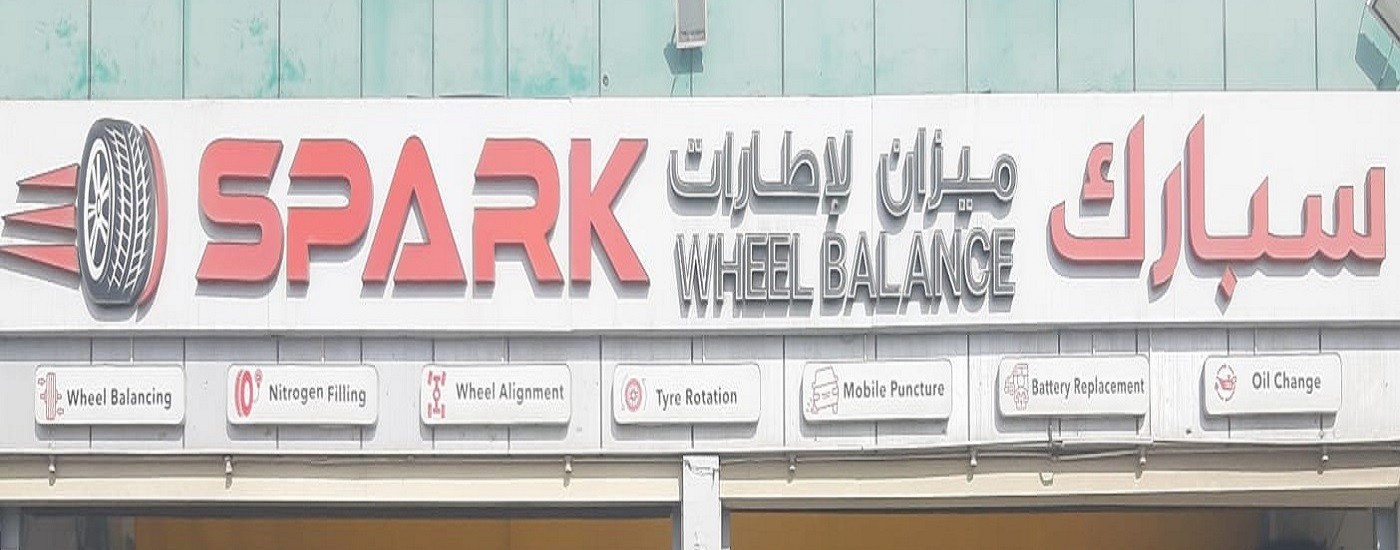 SPARK
ميزان لإطارات
WHEEL BALANCE
سبارك
Wheel Balancing
Nitrogen Filling
Wheel Alignment
Tyre Rotation
Mobile Puncture
Battery Replacement
Oil Change